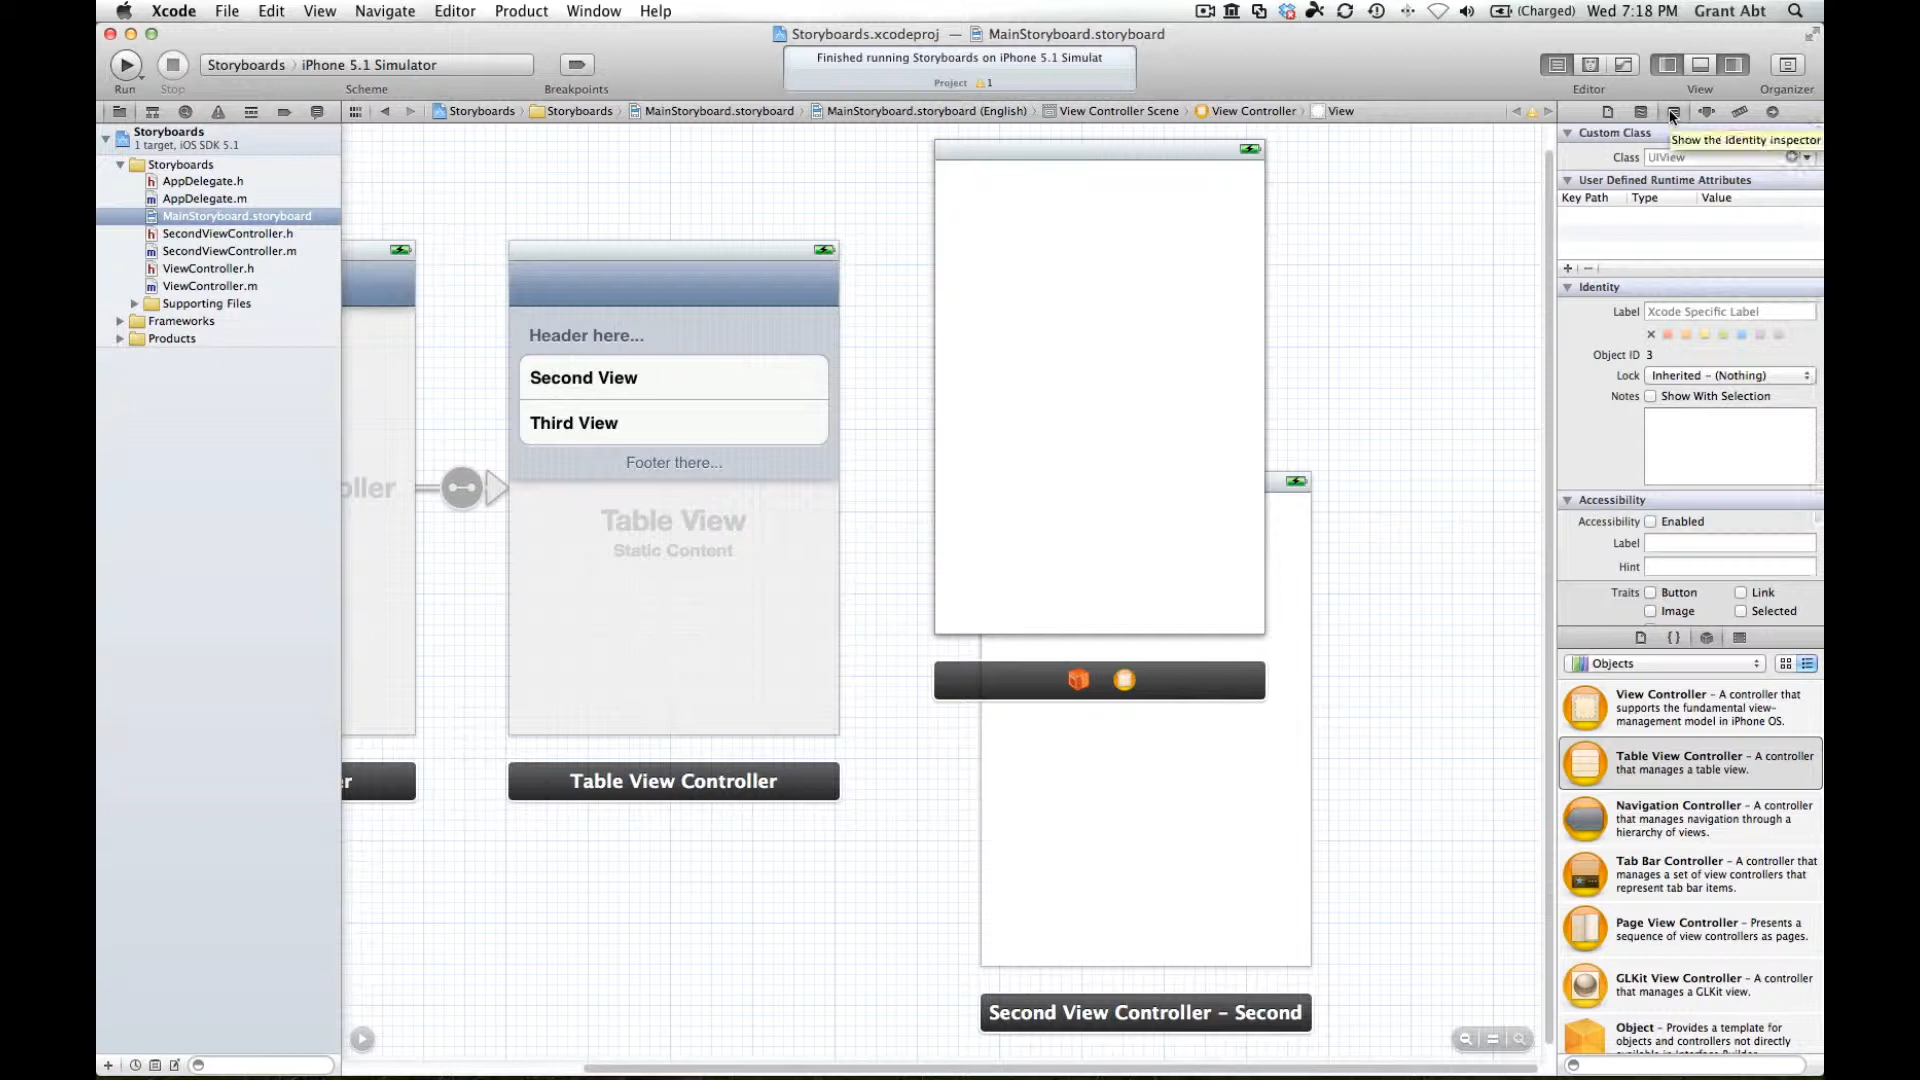 Xcode File Edit View Navigate Editor Product Window Help (Charged) Wed 7:18 PM Grant Abt
Storyboards.xcodeproj — MainStoryboard.storyboard
Storyboards › iPhone 5.1 Simulator
Finished running Storyboards on iPhone 5.1 Simulat
Project 1
Run Stop Scheme Breakpoints Editor View Organizer
Storyboards Storyboards MainStoryboard.storyboard MainStoryboard.storyboard (English) View Controller Scene View Controller View
Storyboards
1 target, iOS SDK 5.1
Storyboards
AppDelegate.h
AppDelegate.m
MainStoryboard.storyboard
SecondViewController.h
SecondViewController.m
ViewController.h
ViewController.m
Supporting Files
Frameworks
Products
oller
er
Header here...
Second View
Third View
Footer there...
Table View
Static Content
Table View Controller
Second View Controller – Second
Custom Class
Show the Identity inspector
Class UIView
User Defined Runtime Attributes
Key Path Type Value
Identity
Label Xcode Specific Label
Object ID 3
Lock Inherited – (Nothing)
Notes Show With Selection
Accessibility
Accessibility Enabled
Label
Hint
Traits Button Link
Image Selected
Objects
View Controller – A controller that
supports the fundamental view-
management model in iPhone OS.
Table View Controller – A controller
that manages a table view.
Navigation Controller – A controller
that manages navigation through a
hierarchy of views.
Tab Bar Controller – A controller that
manages a set of view controllers that
represent tab bar items.
Page View Controller – Presents a
sequence of view controllers as pages.
GLKit View Controller – A controller
that manages a GLKit view.
Object – Provides a template for
objects and controllers not directly
available in Interface Builder.